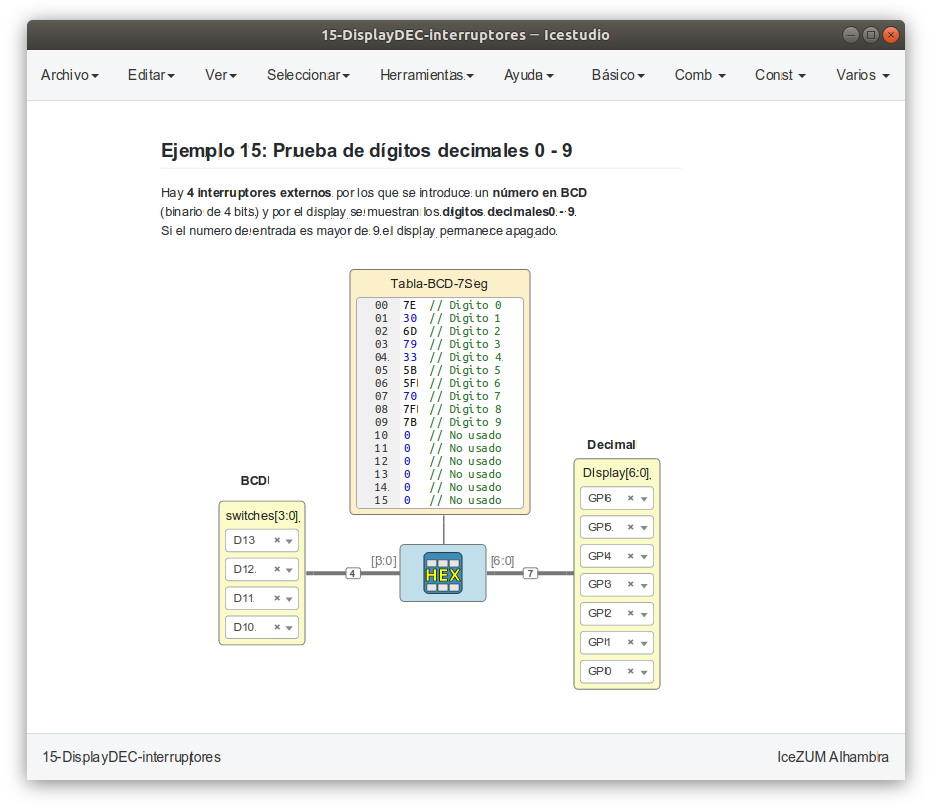 15-DisplayDEC-interruptores — Icestudio
Archivo Editar Ver Seleccionar Herramientas Ayuda Básico Comb Const Varios
Ejemplo 15: Prueba de dígitos decimales 0 - 9
Hay 4 interruptores externos por los que se introduce un número en BCD
(binario de 4 bits) y por el display se muestran los dígitos decimales0 - 9.
Si el numero de entrada es mayor de 9 el display permanece apagado.
Tabla-BCD-7Seg
00 7E // Digito 0
01 30 // Digito 1
02 6D // Digito 2
03 79 // Digito 3
04 33 // Digito 4
05 5B // Digito 5
06 5F // Digito 6
07 70 // Digito 7
08 7F // Digito 8
09 7B // Digito 9
10 0 // No usado
11 0 // No usado
12 0 // No usado
13 0 // No usado
14 0 // No usado
15 0 // No usado
BCD
switches[3:0]
D13
D12
D11
D10
4
[3:0]
HEX
[6:0]
7
Decimal
DIsplay[6:0]
GP6
GP5
GP4
GP3
GP2
GP1
GP0
15-DisplayDEC-interruptores
IceZUM Alhambra